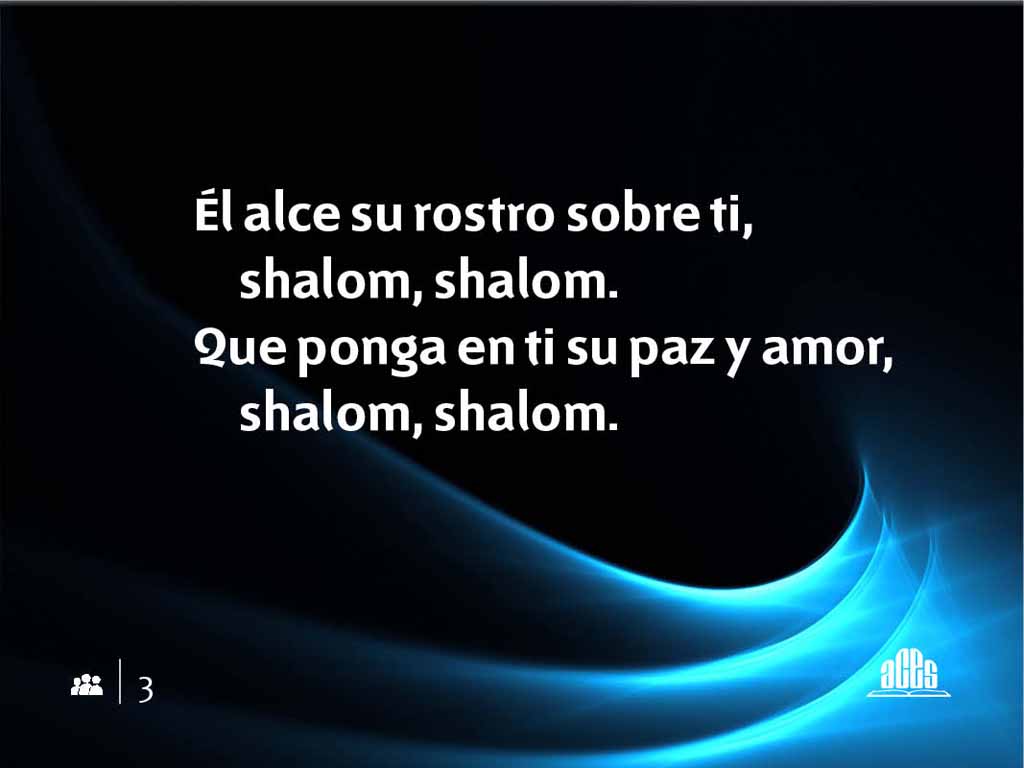 Él alce su rostro sobre ti,
shalom, shalom.
Que ponga en ti su paz y amor,
shalom, shalom.
3
aces